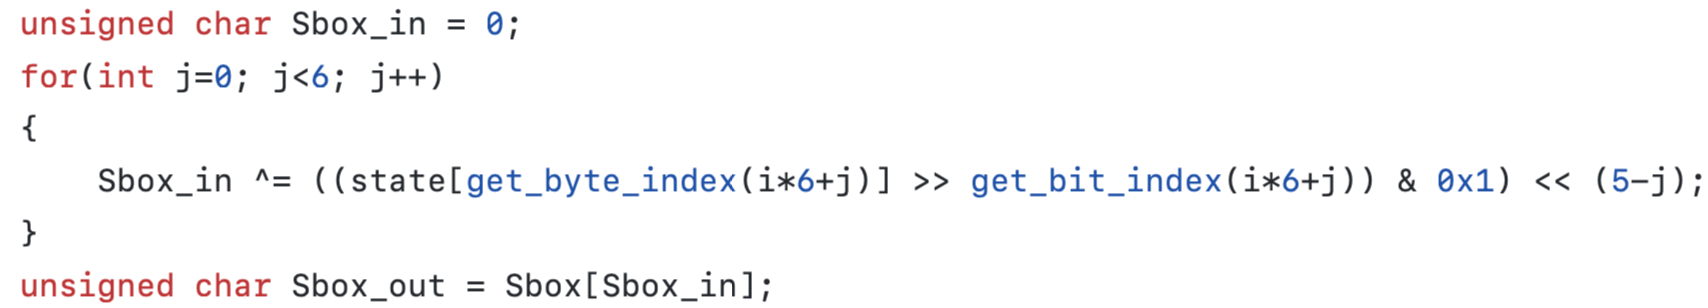 unsigned char Sbox_in = 0;
for(int j=0; j<6; j++)
{
    Sbox_in ^= ((state[get_byte_index(i*6+j)] >> get_bit_index(i*6+j)) & 0x1) << (5-j);
}
unsigned char Sbox_out = Sbox[Sbox_in];